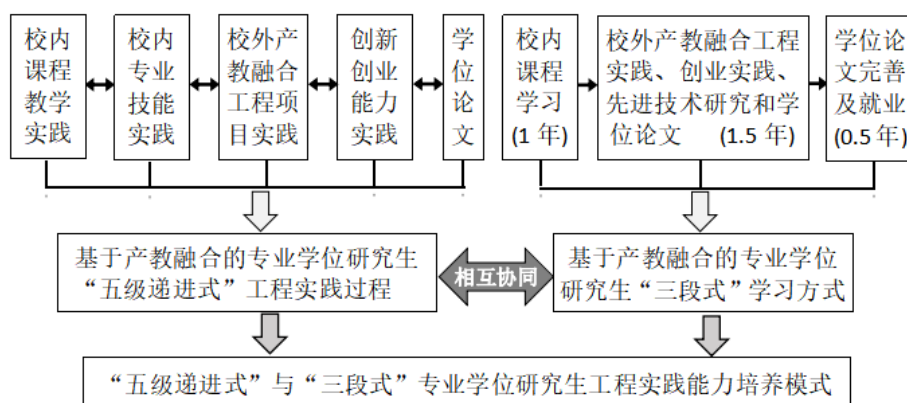 校内
课程
教学
实践
校内
专业
技能
实践
校外产
教融合
工程项
目实践
创新
创业
能力
实践
学
位
论
文
校内
课程
学习
(1 年)
校外产教融合工程
实践、创业实践、
先进技术研究和学
位论文 (1.5 年)
学位论
文完善
及就业
(0.5 年)
基于产教融合的专业学位研究生
“五级递进式”工程实践过程
相互协同
基于产教融合的专业学位
研究生“三段式”学习方式
“五级递进式”与“三段式”专业学位研究生工程实践能力培养模式